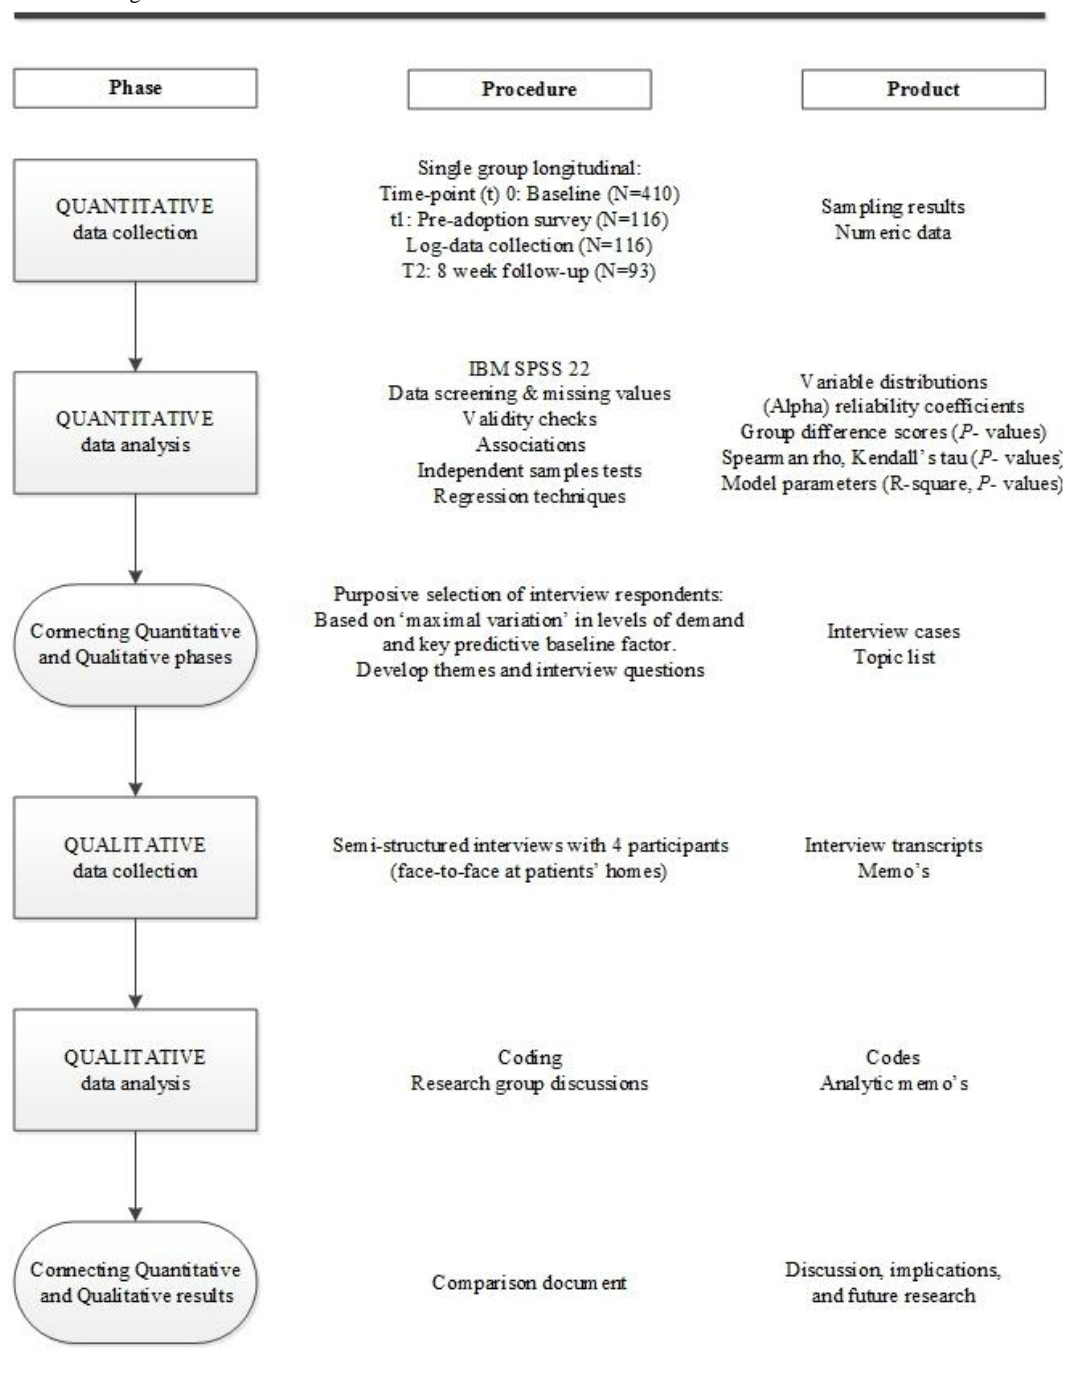 Phase
Procedure
Product
QUANTITATIVE
data collection
Single group longitudinal:
Time-point (t) 0: Baseline (N=410)
t1: Pre-adoption survey (N=116)
Log-data collection (N=116)
T2: 8 week follow-up (N=93)
Sampling results
Numeric data
QUANTITATIVE
data analysis
IBM SPSS 22
Data screening & missing values
Validity checks
Associations
Independent samples tests
Regression techniques
Variable distributions
(Alpha) reliability coefficients
Group difference scores (P- values)
Spearman rho, Kendall's tau (P- values)
Model parameters (R-square, P- values)
Connecting Quantitative
and Qualitative phases
Purposive selection of interview respondents:
Based on 'maximal variation' in levels of demand
and key predictive baseline factor.
Develop themes and interview questions
Interview cases
Topic list
QUALITATIVE
data collection
Semi-structured interviews with 4 participants
(face-to-face at patients' homes)
Interview transcripts
Memo's
QUALITATIVE
data analysis
Coding
Research group discussions
Codes
Analytic memo's
Connecting Quantitative
and Qualitative results
Comparison document
Discussion, implications,
and future research